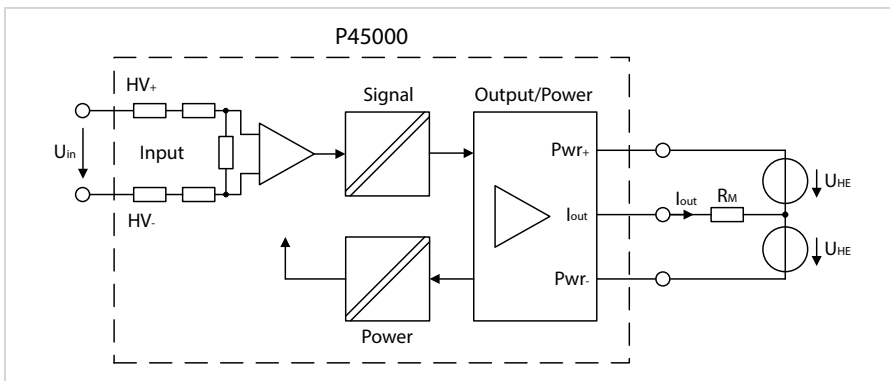 P45000
HV+
Signal
Output/Power
Uin
Input
Pwr+
UHE
Iout
Iout
RM
HV-
UHE
Pwr-
Power